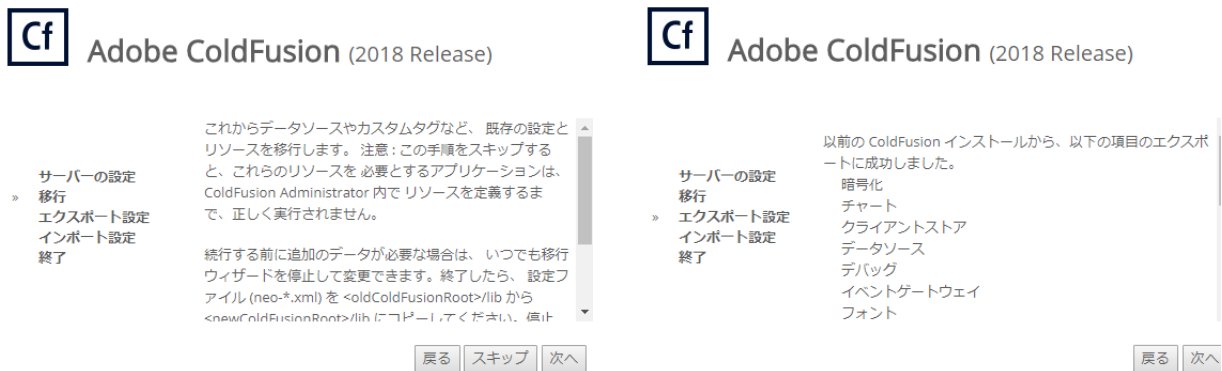 Cf
Adobe ColdFusion (2018 Release)
サーバーの設定
» 移行
エクスポート設定
インポート設定
終了
これからデータソースやカスタムタグなど、 既存の設定と
リソースを移行します。 注意 : この手順をスキップする
と、これらのリソースを 必要とするアプリケーションは、
ColdFusion Administrator 内で リソースを定義するま
で、正しく実行されません。
続行する前に追加のデータが必要な場合は、 いつでも移行
ウィザードを停止して変更できます。終了したら、 設定フ
ァイル (neo-*.xml) を <oldColdFusionRoot>/lib から
<newColdFusionRoot>/lib にコピーしてください。停止
戻る スキップ 次へ
Cf
Adobe ColdFusion (2018 Release)
サーバーの設定
移行
» エクスポート設定
インポート設定
終了
以前の ColdFusion インストールから、以下の項目のエクスポ
ートに成功しました。
暗号化
チャート
クライアントストア
データソース
デバッグ
イベントゲートウェイ
フォント
戻る 次へ